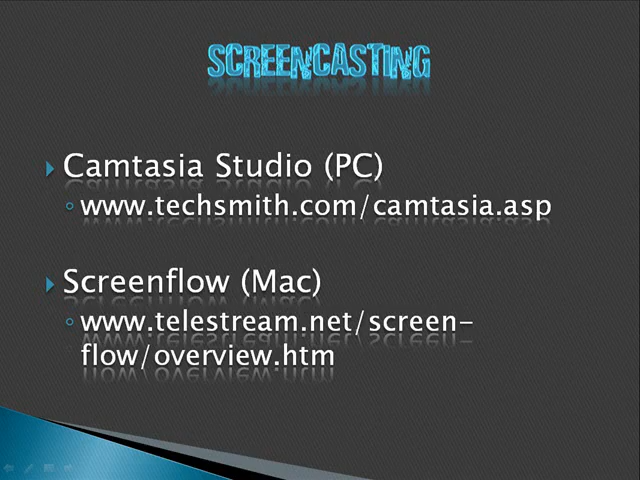 SCREENCASTING
Camtasia Studio (PC)
www.techsmith.com/camtasia.asp
Screenflow (Mac)
www.telestream.net/screen-
flow/overview.htm